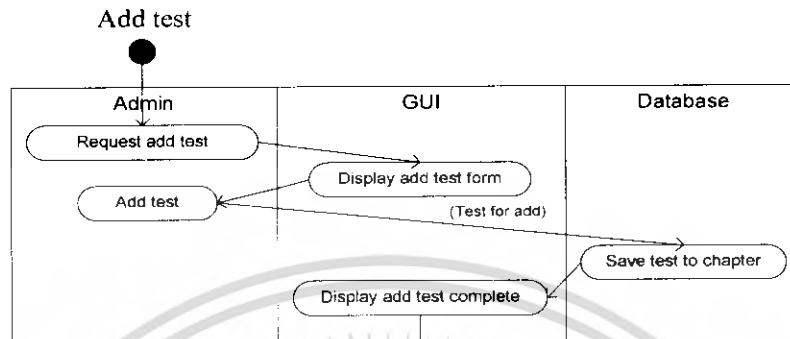 Add test
Admin
GUI
Database
Request add test
Display add test form
Add test
(Test for add)
Save test to chapter
Display add test complete